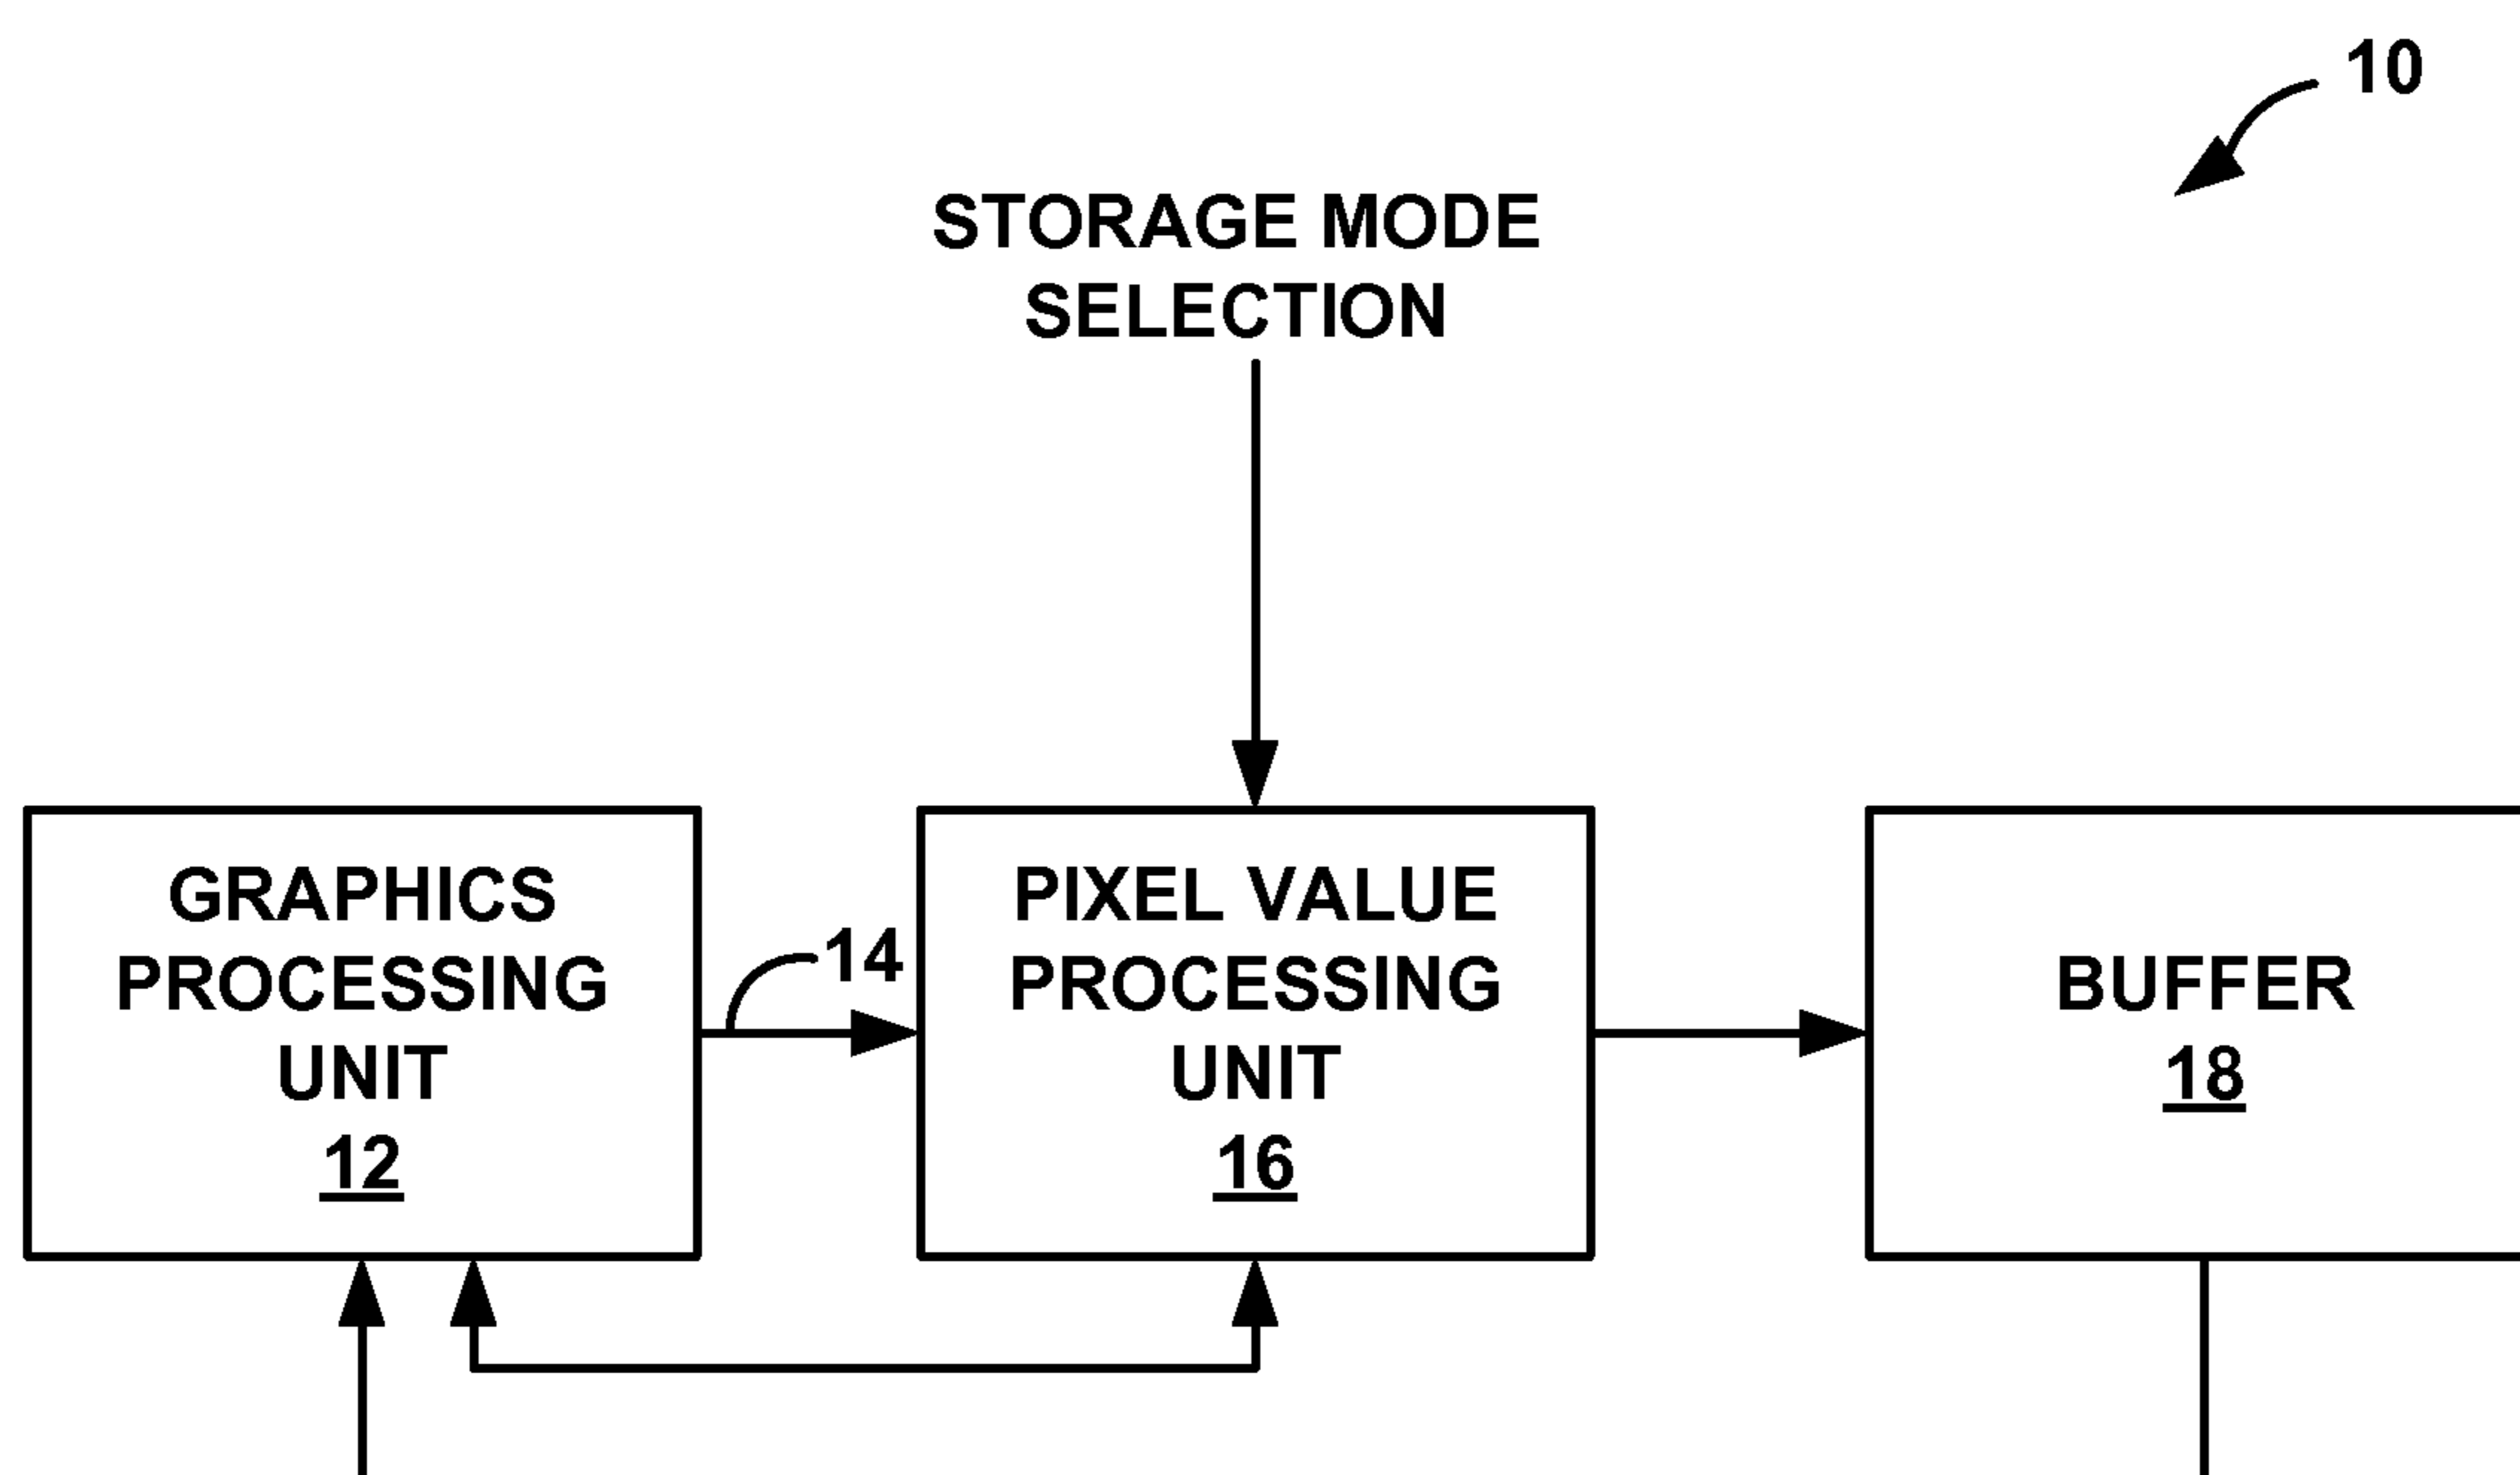 10
STORAGE MODE
SELECTION
GRAPHICS
PROCESSING
UNIT
12
14
PIXEL VALUE
PROCESSING
UNIT
16
BUFFER
18